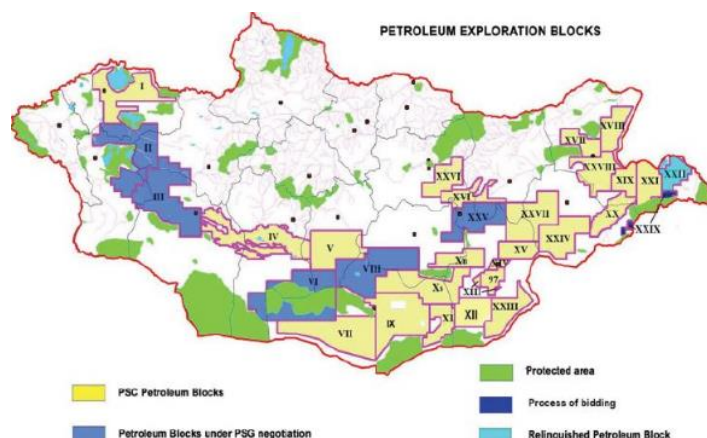 PETROLEUM EXPLORATION BLOCKS
I
II
III
IV
V
VI
VII
VIII
IX
X
XI
XII
XXIII
97
XV
XXIV
XXVII
XXV
XVI
XXVI
XVII
XVIII
XXVIII
XIX
XX
XXI
XXII
XXIX
PSC Petroleum Blocks
Petroleum Blocks under PSG negotiation
Protected area
Process of bidding
Relinquished Petroleum Block